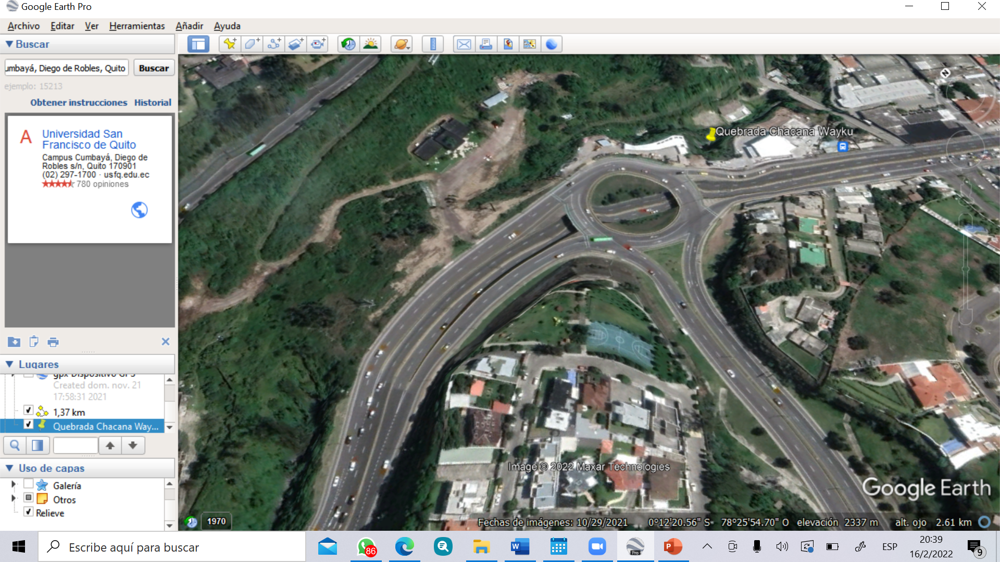 Google Earth Pro
Archivo Editar Ver Herramientas Añadir Ayuda
Buscar
umbayá, Diego de Robles, Quito Buscar
ejemplo: 15213
Obtener instrucciones Historial
A Universidad San
Francisco de Quito
Campus Cumbayá, Diego de
Robles s/n, Quito 170901
(02) 297-1700 · usfq.edu.ec
780 opiniones
Lugares
gpx Dispositivo GPS
Created dom. nov. 21
17:58:31 2021
1,37 km
Quebrada Chacana Way...
Uso de capas
Galería
Otros
Relieve
N
Quebrada Chacana Wayku
Image © 2022 Maxar Technologies
Google Earth
1970
Fechas de imágenes: 10/29/2021 0°12'20.56" S 78°25'54.70" O elevación 2337 m alt. ojo 2.61 km
Escribe aquí para buscar
86
W
Pro
P
ESP
20:39
16/2/2022
9